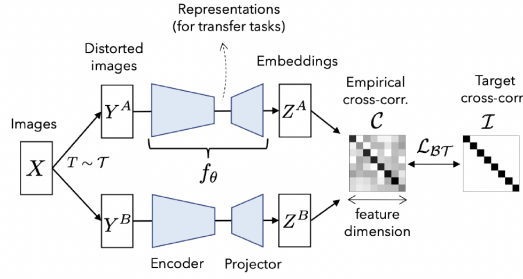 Representations
(for transfer tasks)
Distorted
images
Embeddings
Empirical
cross-corr.
Target
cross-corr
Images
Y^A
Z^A
𝒞
ℒ_ℬ𝒯
ℐ
X
T ~ 𝒯
f_θ
Y^B
Z^B
feature
dimension
Encoder
Projector